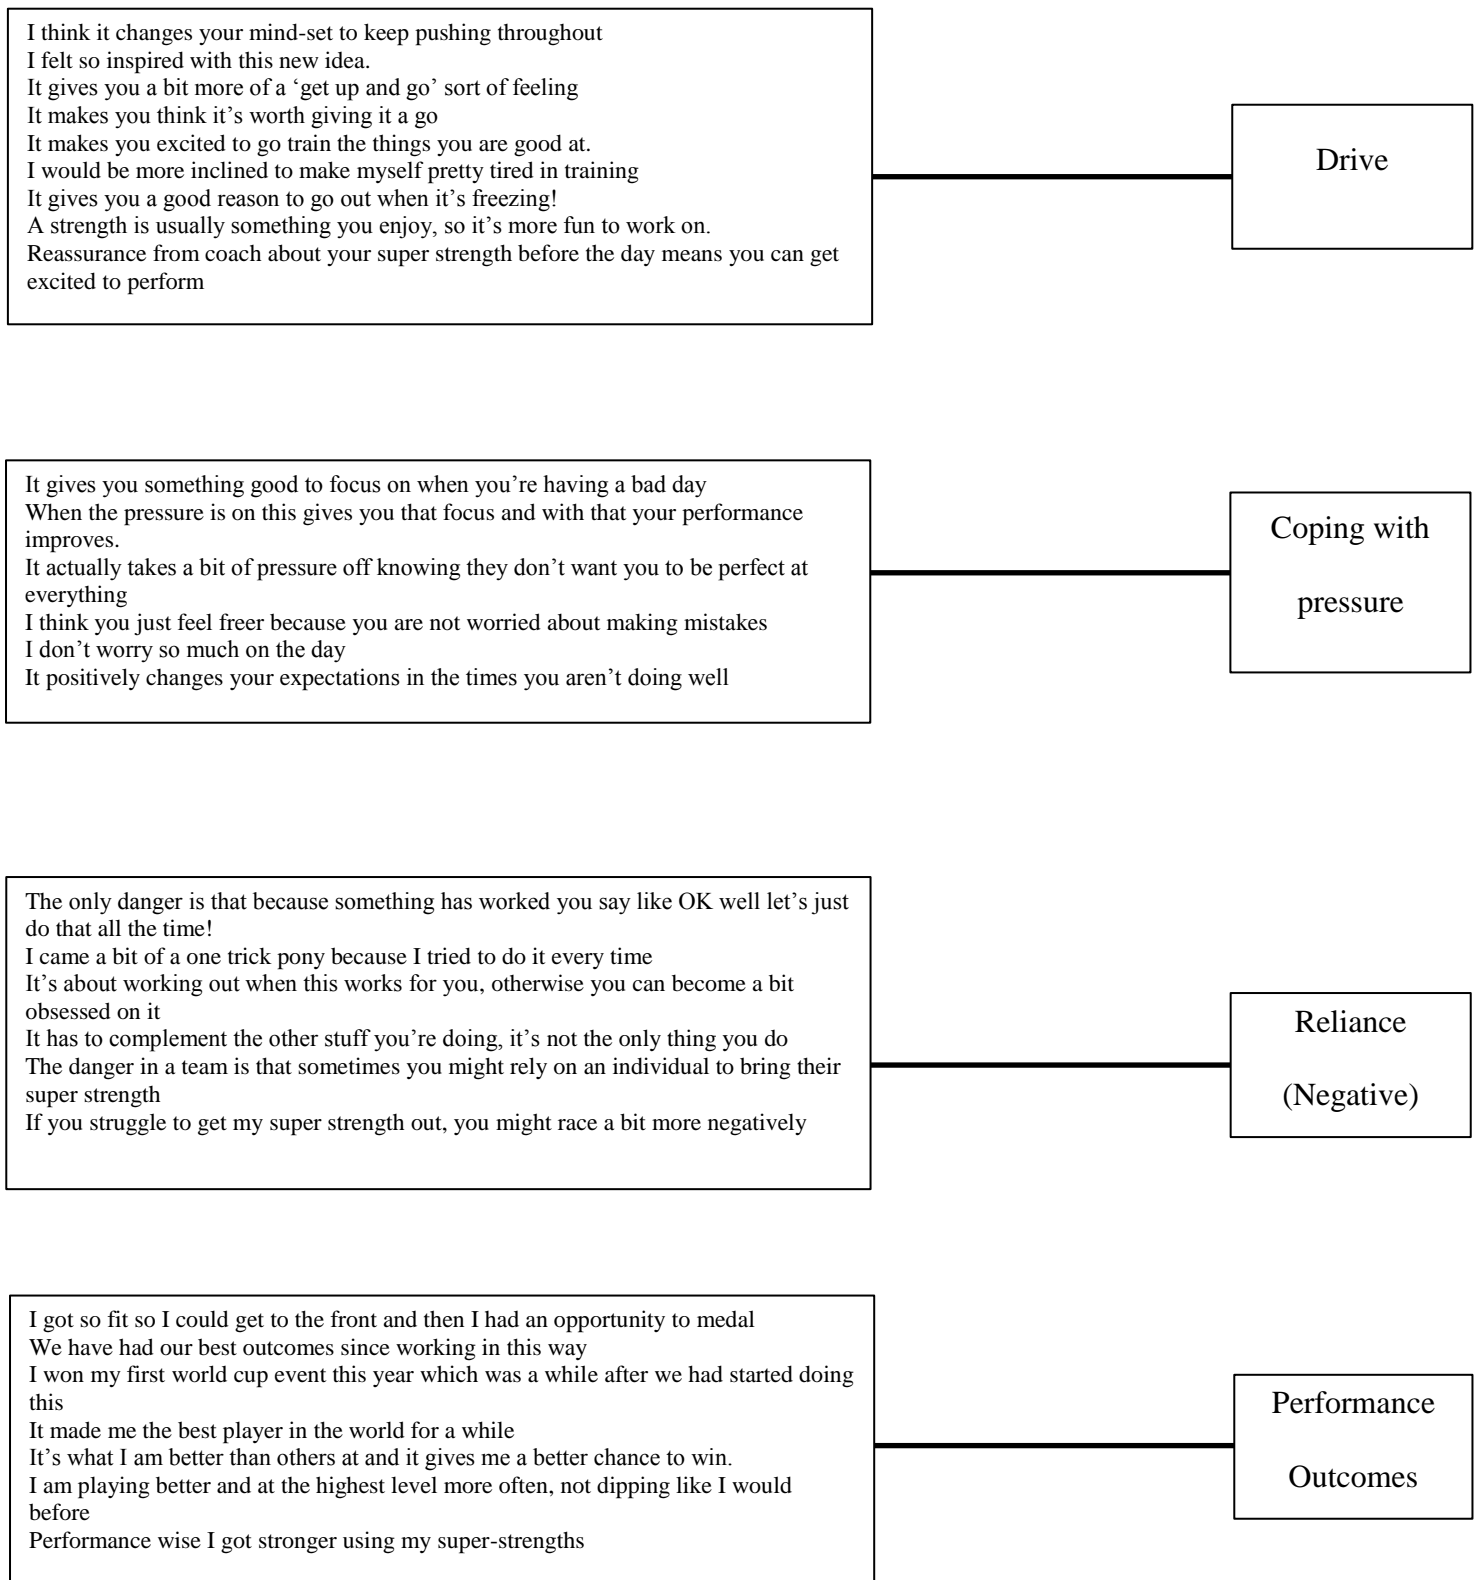 I think it changes your mind-set to keep pushing throughout
I felt so inspired with this new idea.
It gives you a bit more of a ‘get up and go’ sort of feeling
It makes you think it’s worth giving it a go
It makes you excited to go train the things you are good at.
I would be more inclined to make myself pretty tired in training
It gives you a good reason to go out when it’s freezing!
A strength is usually something you enjoy, so it’s more fun to work on.
Reassurance from coach about your super strength before the day means you can get
excited to perform
Drive
It gives you something good to focus on when you’re having a bad day
When the pressure is on this gives you that focus and with that your performance
improves.
It actually takes a bit of pressure off knowing they don’t want you to be perfect at
everything
I think you just feel freer because you are not worried about making mistakes
I don’t worry so much on the day
It positively changes your expectations in the times you aren’t doing well
Coping with
pressure
The only danger is that because something has worked you say like OK well let’s just
do that all the time!
I came a bit of a one trick pony because I tried to do it every time
It’s about working out when this works for you, otherwise you can become a bit
obsessed on it
It has to complement the other stuff you’re doing, it’s not the only thing you do
The danger in a team is that sometimes you might rely on an individual to bring their
super strength
If you struggle to get my super strength out, you might race a bit more negatively
Reliance
(Negative)
I got so fit so I could get to the front and then I had an opportunity to medal
We have had our best outcomes since working in this way
I won my first world cup event this year which was a while after we had started doing
this
It made me the best player in the world for a while
It’s what I am better than others at and it gives me a better chance to win.
I am playing better and at the highest level more often, not dipping like I would
before
Performance wise I got stronger using my super-strengths
Performance
Outcomes